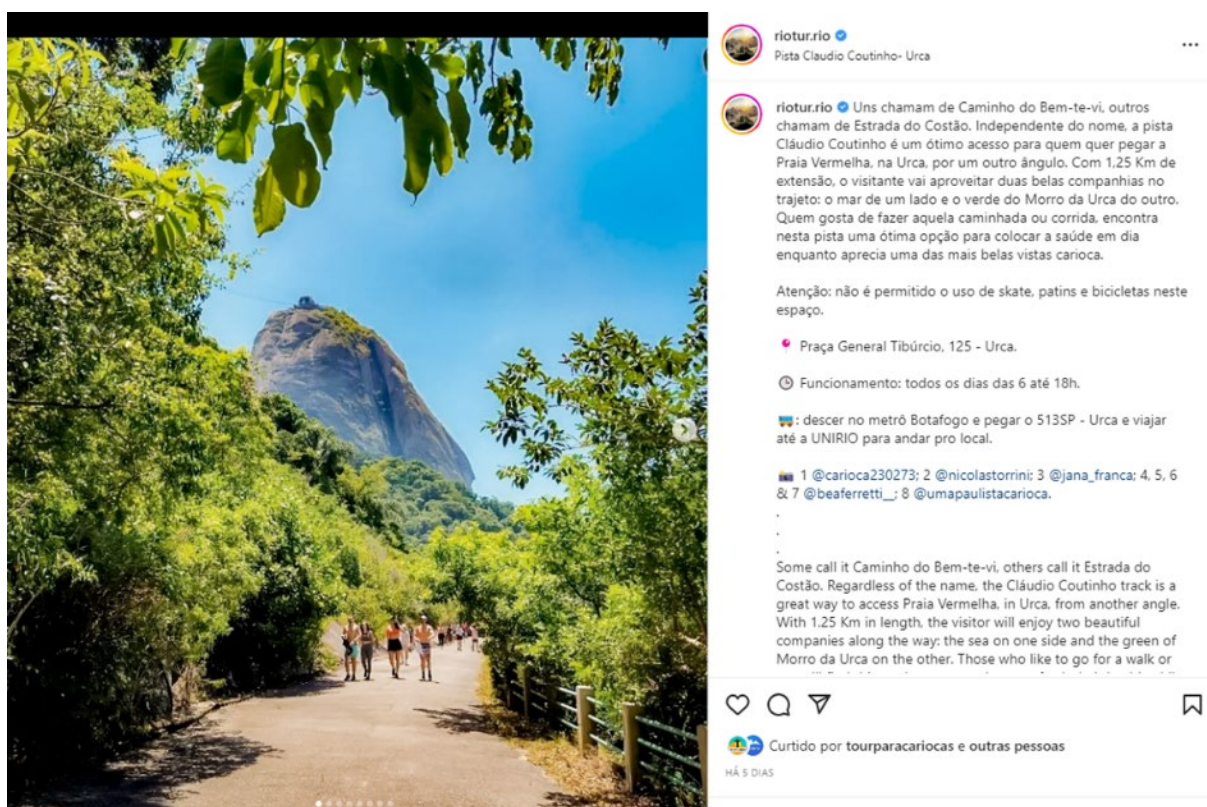 riotur.rio
Pista Claudio Coutinho- Urca
riotur.rio Uns chamam de Caminho do Bem-te-vi, outros
chamam de Estrada do Costão. Independente do nome, a pista
Cláudio Coutinho é um ótimo acesso para quem quer pegar a
Praia Vermelha, na Urca, por um outro ângulo. Com 1,25 Km de
extensão, o visitante vai aproveitar duas belas companhias no
trajeto: o mar de um lado e o verde do Morro da Urca do outro.
Quem gosta de fazer aquela caminhada ou corrida, encontra
nesta pista uma ótima opção para colocar a saúde em dia
enquanto aprecia uma das mais belas vistas carioca.
Atenção: não é permitido o uso de skate, patins e bicicletas neste
espaço.
Praça General Tibúrcio, 125 - Urca.
Funcionamento: todos os dias das 6 até 18h.
: descer no metrô Botafogo e pegar o 513SP - Urca e viajar
até a UNIRIO para andar pro local.
1 @carioca230273; 2 @nicolastorrini; 3 @jana_franca; 4, 5, 6
& 7 @beaferretti__; 8 @umapaulistacarioca.
.
.
.
Some call it Caminho do Bem-te-vi, others call it Estrada do
Costão. Regardless of the name, the Cláudio Coutinho track is a
great way to access Praia Vermelha, in Urca, from another angle.
With 1.25 Km in length, the visitor will enjoy two beautiful
companies along the way: the sea on one side and the green of
Morro da Urca on the other. Those who like to go for a walk or
Curtido por tourparacariocas e outras pessoas
HÁ 5 DIAS